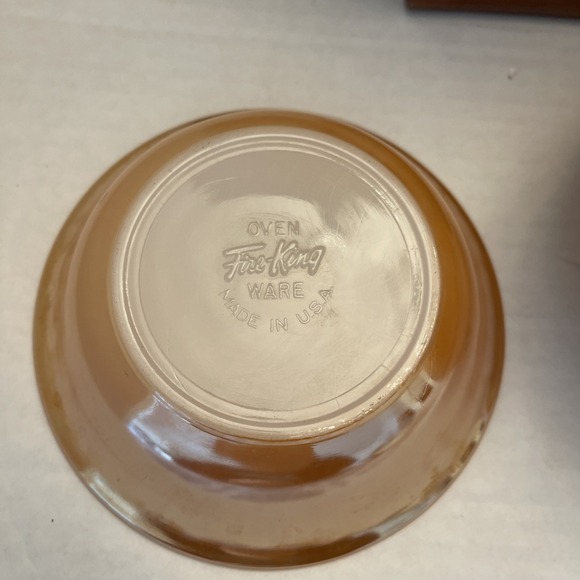 OVEN
Fire-King
WARE
MADE IN U.S.A.